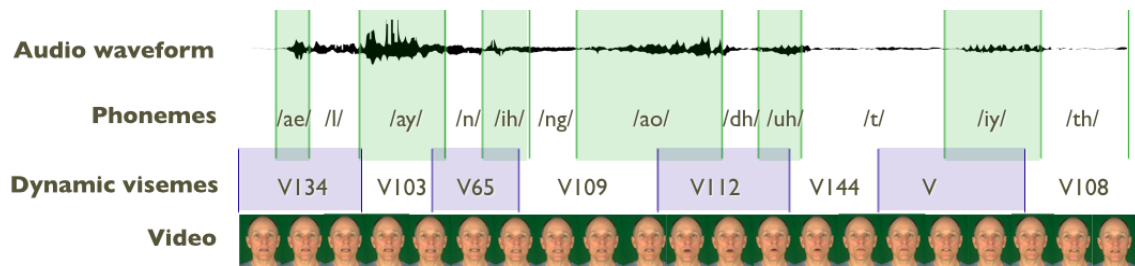 Audio waveform
Phonemes /ae/ /l/ /ay/ /n/ /ih/ /ng/ /ao/ /dh/ /uh/ /t/ /iy/ /th/
Dynamic visemes V134 V103 V65 V109 V112 V144 V V108
Video